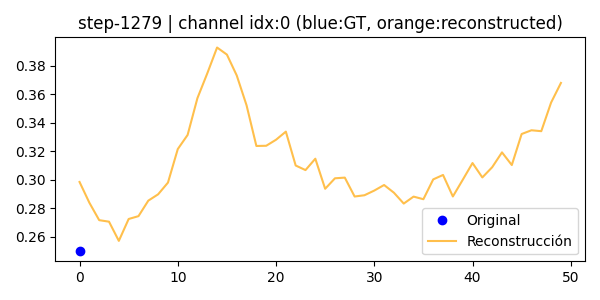 step-1279 | channel idx:0 (blue:GT, orange:reconstructed)
0.38
0.36
0.34
0.32
0.30
0.28
0.26
0 10 20 30 40 50
Original
Reconstrucción